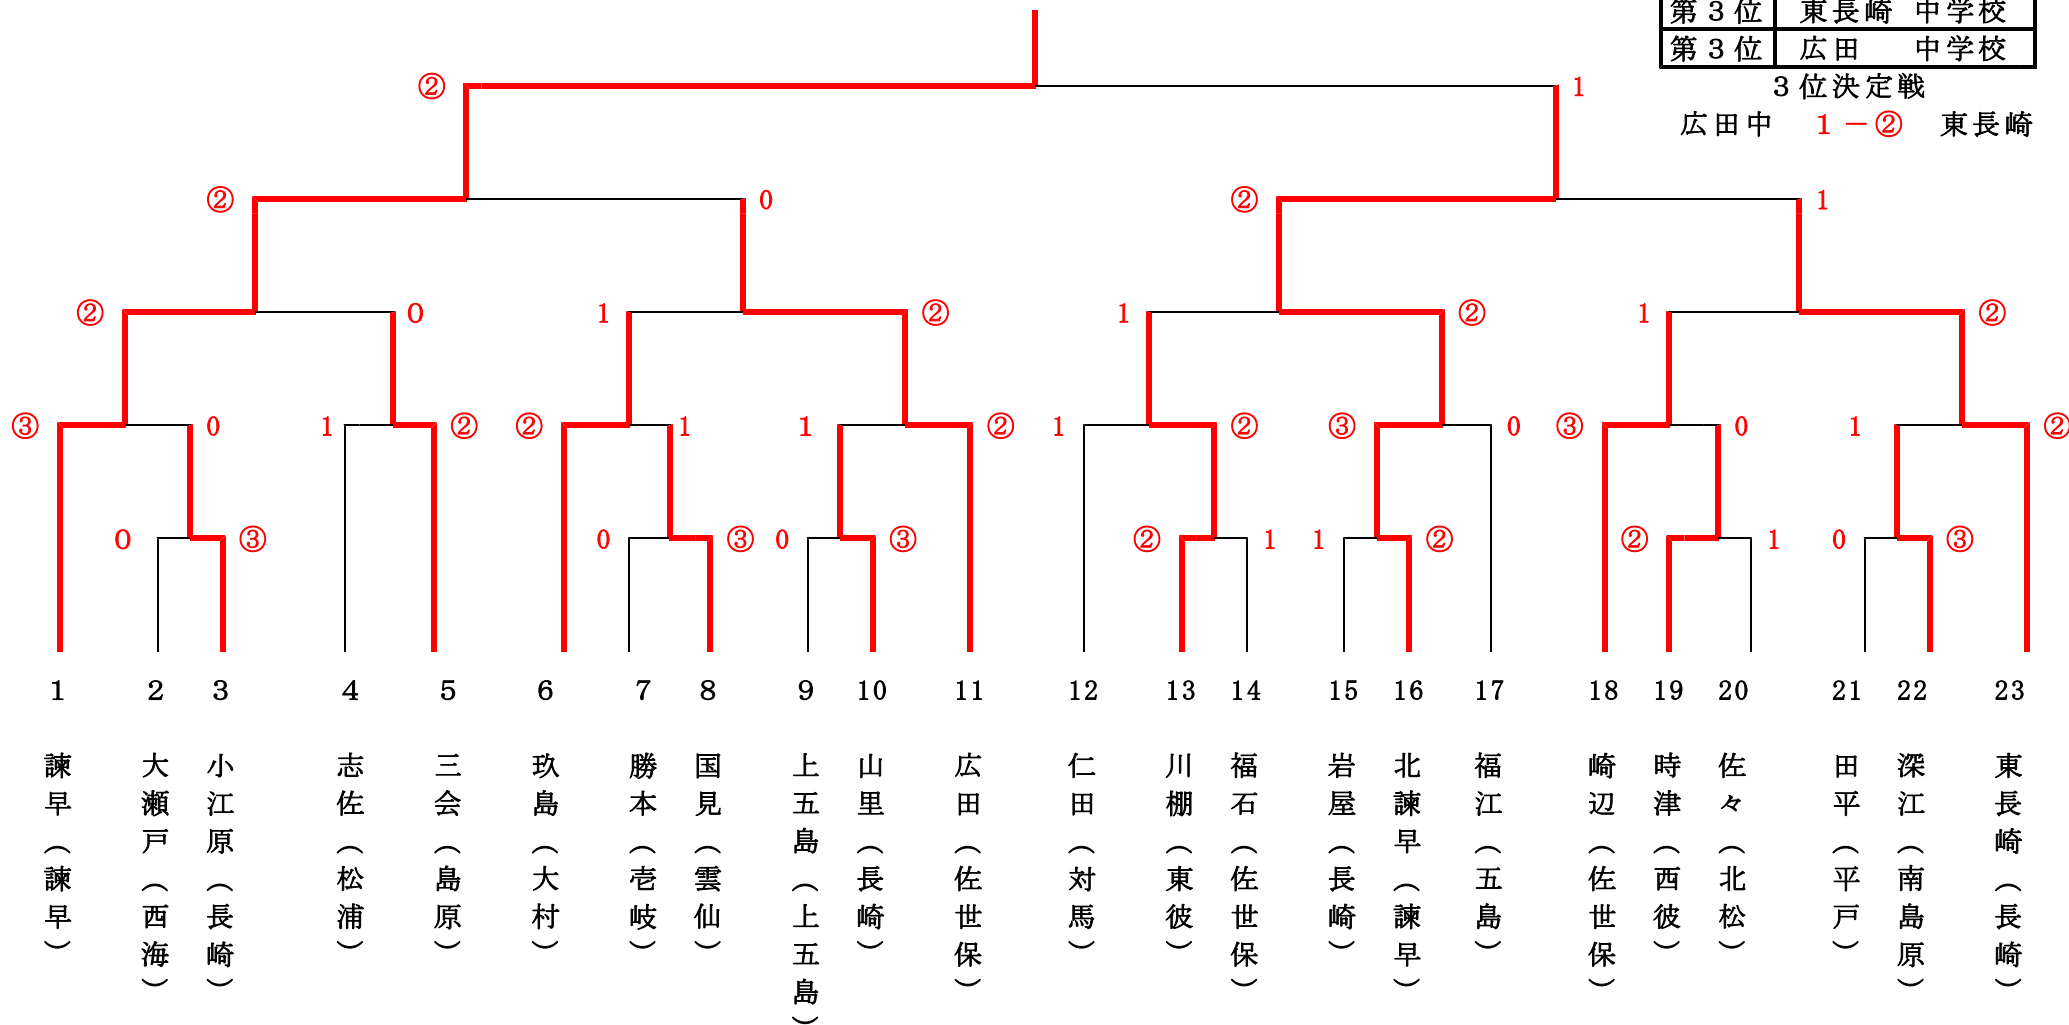 第３位 東長崎 中学校
第３位 広田 中学校
３位決定戦
広田中 １－② 東長崎
② 1
② 0 ② 1
② 0 1 ② 1 ② 1 ②
③ 0 1 ② ② 1 1 ② 1 ② ③ 0 ③ 0 1 ②
0 ③ 0 ③ 0 ③ ② 1 1 ② ② 1 0 ③
1 2 3 4 5 6 7 8 9 10 11 12 13 14 15 16 17 18 19 20 21 22 23
諫早（諫早）
大瀬戸（西海）
小江原（長崎）
志佐（松浦）
三会（島原）
玖島（大村）
勝本（壱岐）
国見（雲仙）
上五島（上五島）
山里（長崎）
広田（佐世保）
仁田（対馬）
川棚（東彼）
福石（佐世保）
岩屋（長崎）
北諫早（諫早）
福江（五島）
崎辺（佐世保）
時津（西彼）
佐々（北松）
田平（平戸）
深江（南島原）
東長崎（長崎）